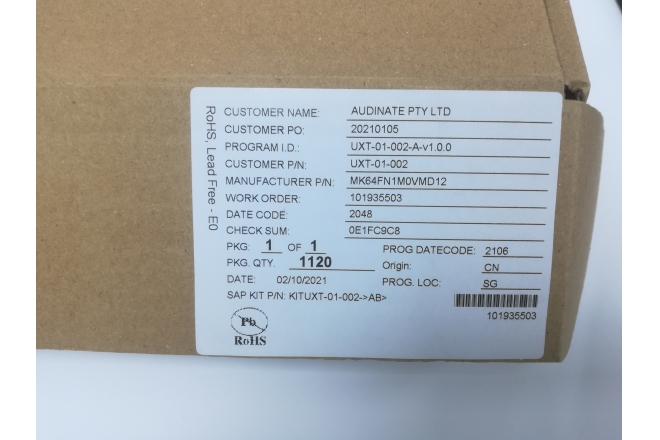 RoHS, Lead Free - E0
CUSTOMER NAME: AUDINATE PTY LTD
CUSTOMER PO: 20210105
PROGRAM I.D.: UXT-01-002-A-v1.0.0
CUSTOMER P/N: UXT-01-002
MANUFACTURER P/N: MK64FN1M0VMD12
WORK ORDER: 101935503
DATE CODE: 2048
CHECK SUM: 0E1FC9C8
PKG: 1 OF 1 PROG DATECODE: 2106
PKG. QTY. 1120 Origin: CN
DATE: 02/10/2021 PROG. LOC: SG
SAP KIT P/N: KITUXT-01-002->AB>
101935503
Pb
RoHS